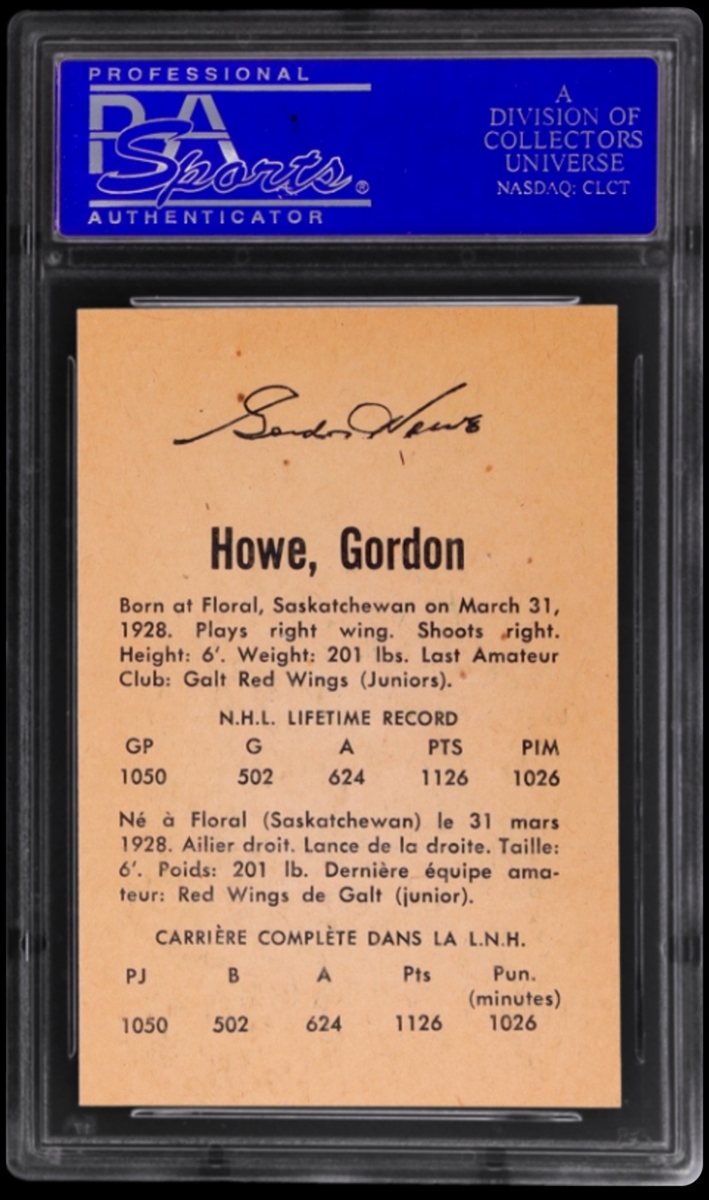 PROFESSIONAL
PSA
Sports®
AUTHENTICATOR
A
DIVISION OF
COLLECTORS
UNIVERSE
NASDAQ: CLCT
Gordon Howe
Howe, Gordon
Born at Floral, Saskatchewan on March 31,
1928. Plays right wing. Shoots right.
Height: 6'. Weight: 201 lbs. Last Amateur
Club: Galt Red Wings (Juniors).
N.H.L. LIFETIME RECORD
GP G A PTS PIM
1050 502 624 1126 1026
Né à Floral (Saskatchewan) le 31 mars
1928. Ailier droit. Lance de la droite. Taille:
6'. Poids: 201 lb. Dernière équipe ama-
teur: Red Wings de Galt (junior).
CARRIÈRE COMPLÈTE DANS LA L.N.H.
PJ B A Pts Pun.
(minutes)
1050 502 624 1126 1026